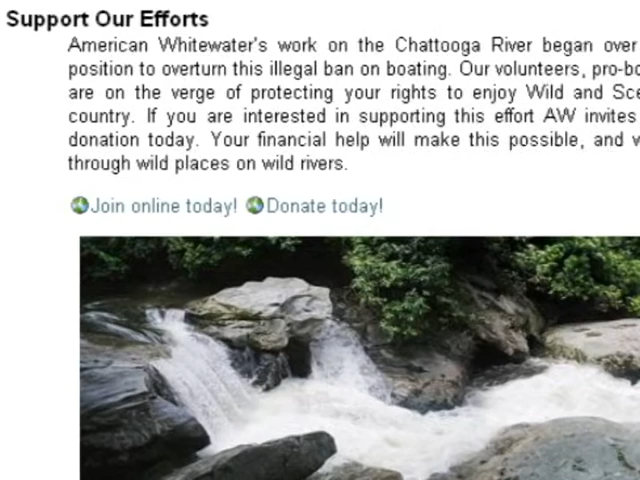 Support Our Efforts
American Whitewater's work on the Chattooga River began over
position to overturn this illegal ban on boating. Our volunteers, pro-bo
are on the verge of protecting your rights to enjoy Wild and Sce
country. If you are interested in supporting this effort AW invites
donation today. Your financial help will make this possible, and w
through wild places on wild rivers.
Join online today! Donate today!